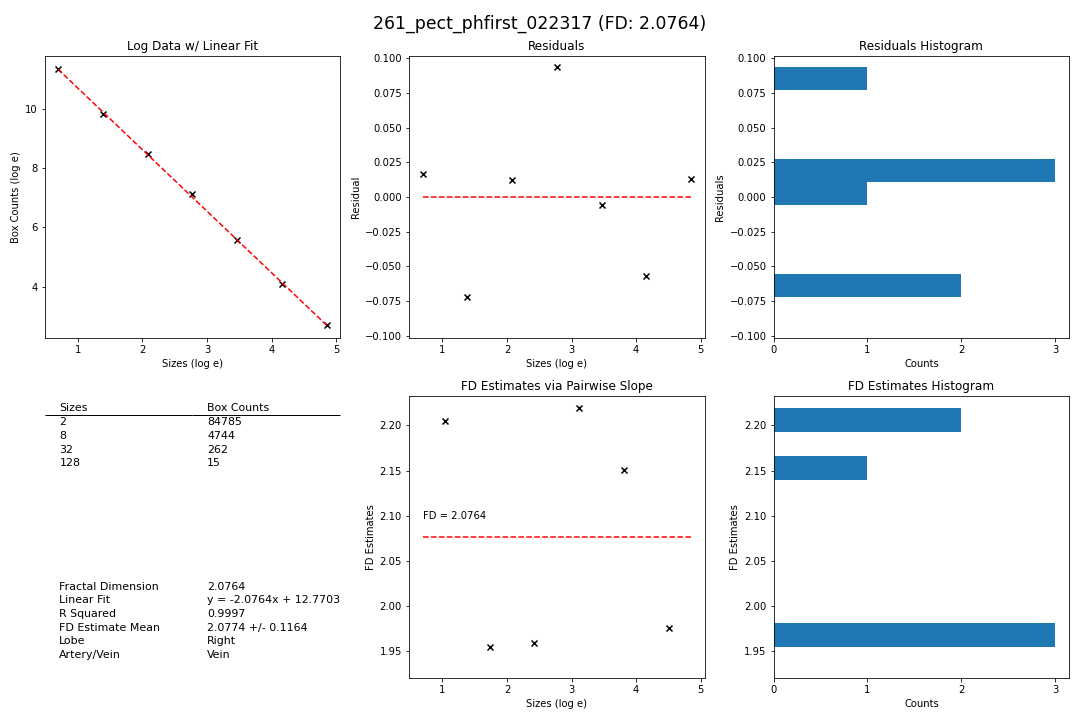 261_pect_phfirst_022317 (FD: 2.0764)
Log Data w/ Linear Fit
Box Counts (log e)
10
8
6
4
1 2 3 4 5
Sizes (log e)
Residuals
Residual
0.100
0.075
0.050
0.025
0.000
−0.025
−0.050
−0.075
−0.100
1 2 3 4 5
Sizes (log e)
Residuals Histogram
Residuals
0.100
0.075
0.050
0.025
0.000
−0.025
−0.050
−0.075
−0.100
0 1 2 3
Counts
Sizes Box Counts
2 84785
8 4744
32 262
128 15
Fractal Dimension 2.0764
Linear Fit y = -2.0764x + 12.7703
R Squared 0.9997
FD Estimate Mean 2.0774 +/- 0.1164
Lobe Right
Artery/Vein Vein
FD Estimates via Pairwise Slope
FD Estimates
2.20
2.15
2.10
2.05
2.00
1.95
FD = 2.0764
1 2 3 4 5
Sizes (log e)
FD Estimates Histogram
FD Estimates
2.20
2.15
2.10
2.05
2.00
1.95
0 1 2 3
Counts